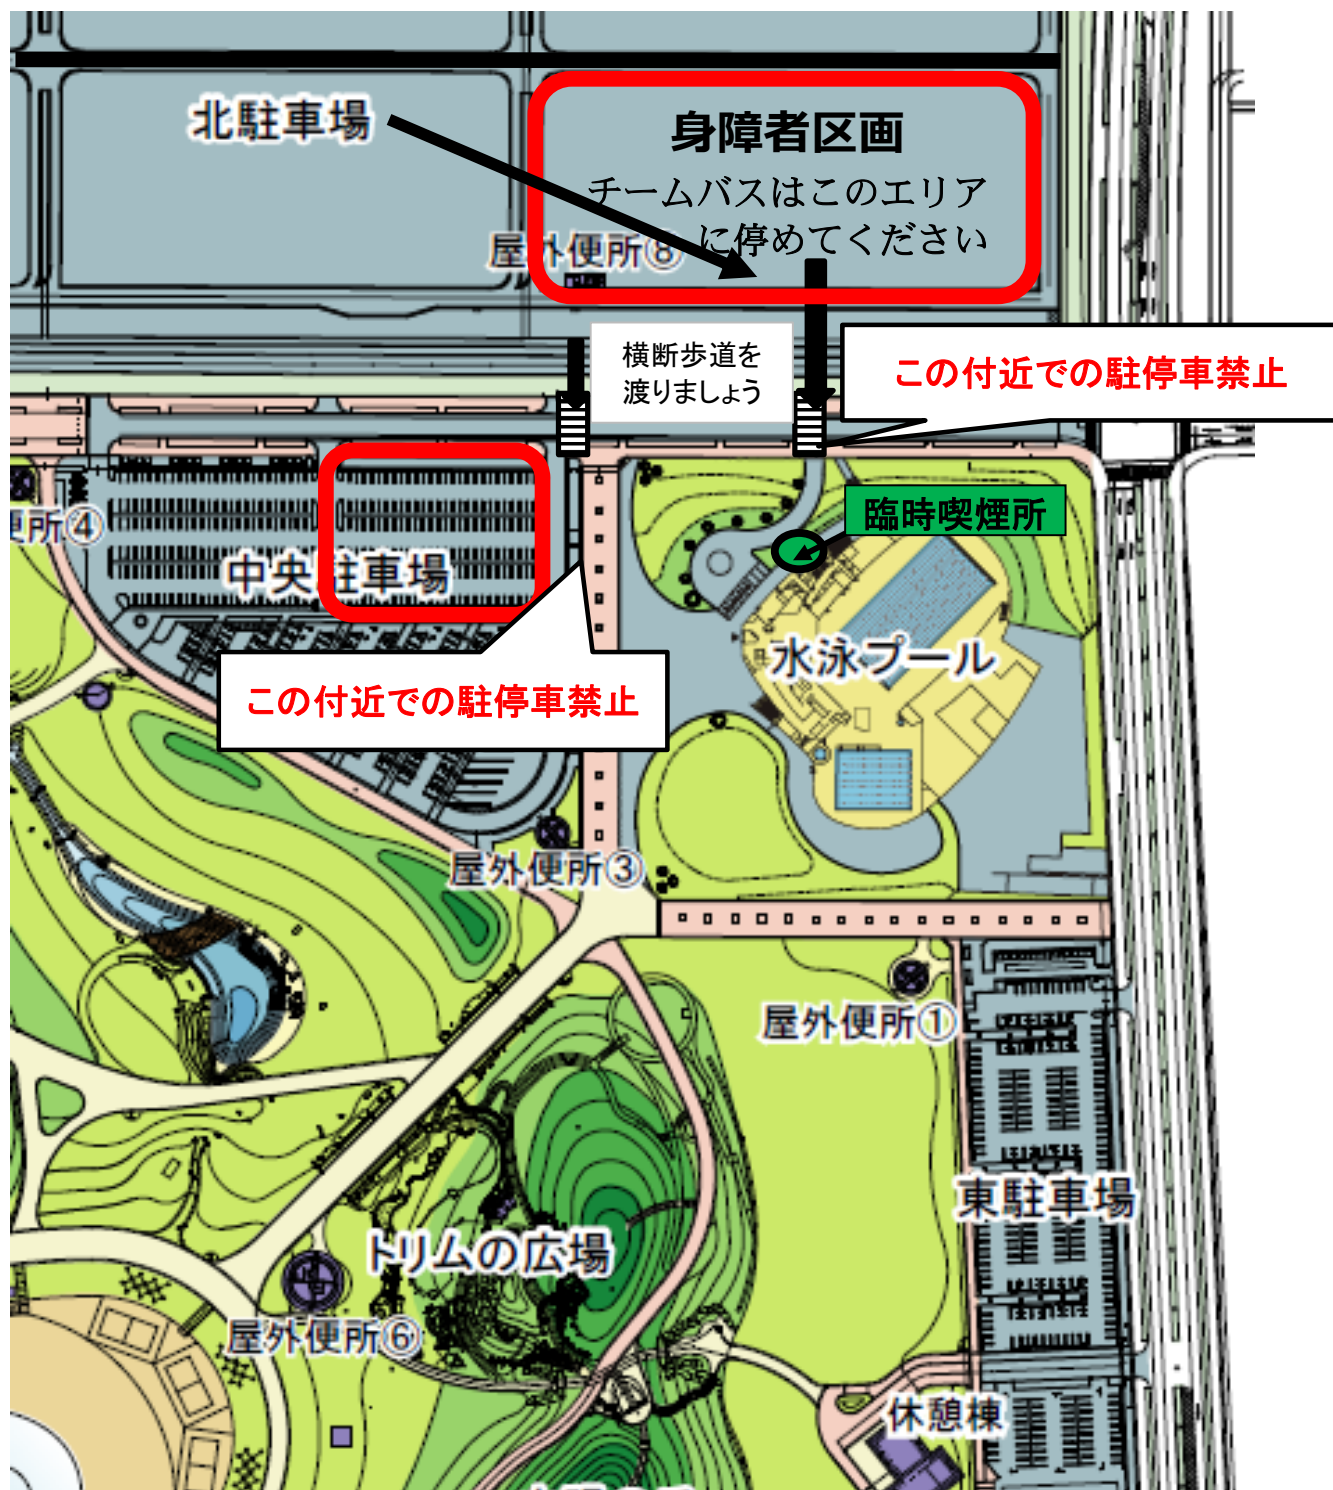 北駐車場
身障者区画
チームバスはこのエリア
に停めてください
屋外便所⑧
横断歩道を
渡りましょう
この付近での駐停車禁止
便所④
臨時喫煙所
中央駐車場
水泳プール
この付近での駐停車禁止
屋外便所③
屋外便所①
東駐車場
トリムの広場
屋外便所⑥
休憩棟